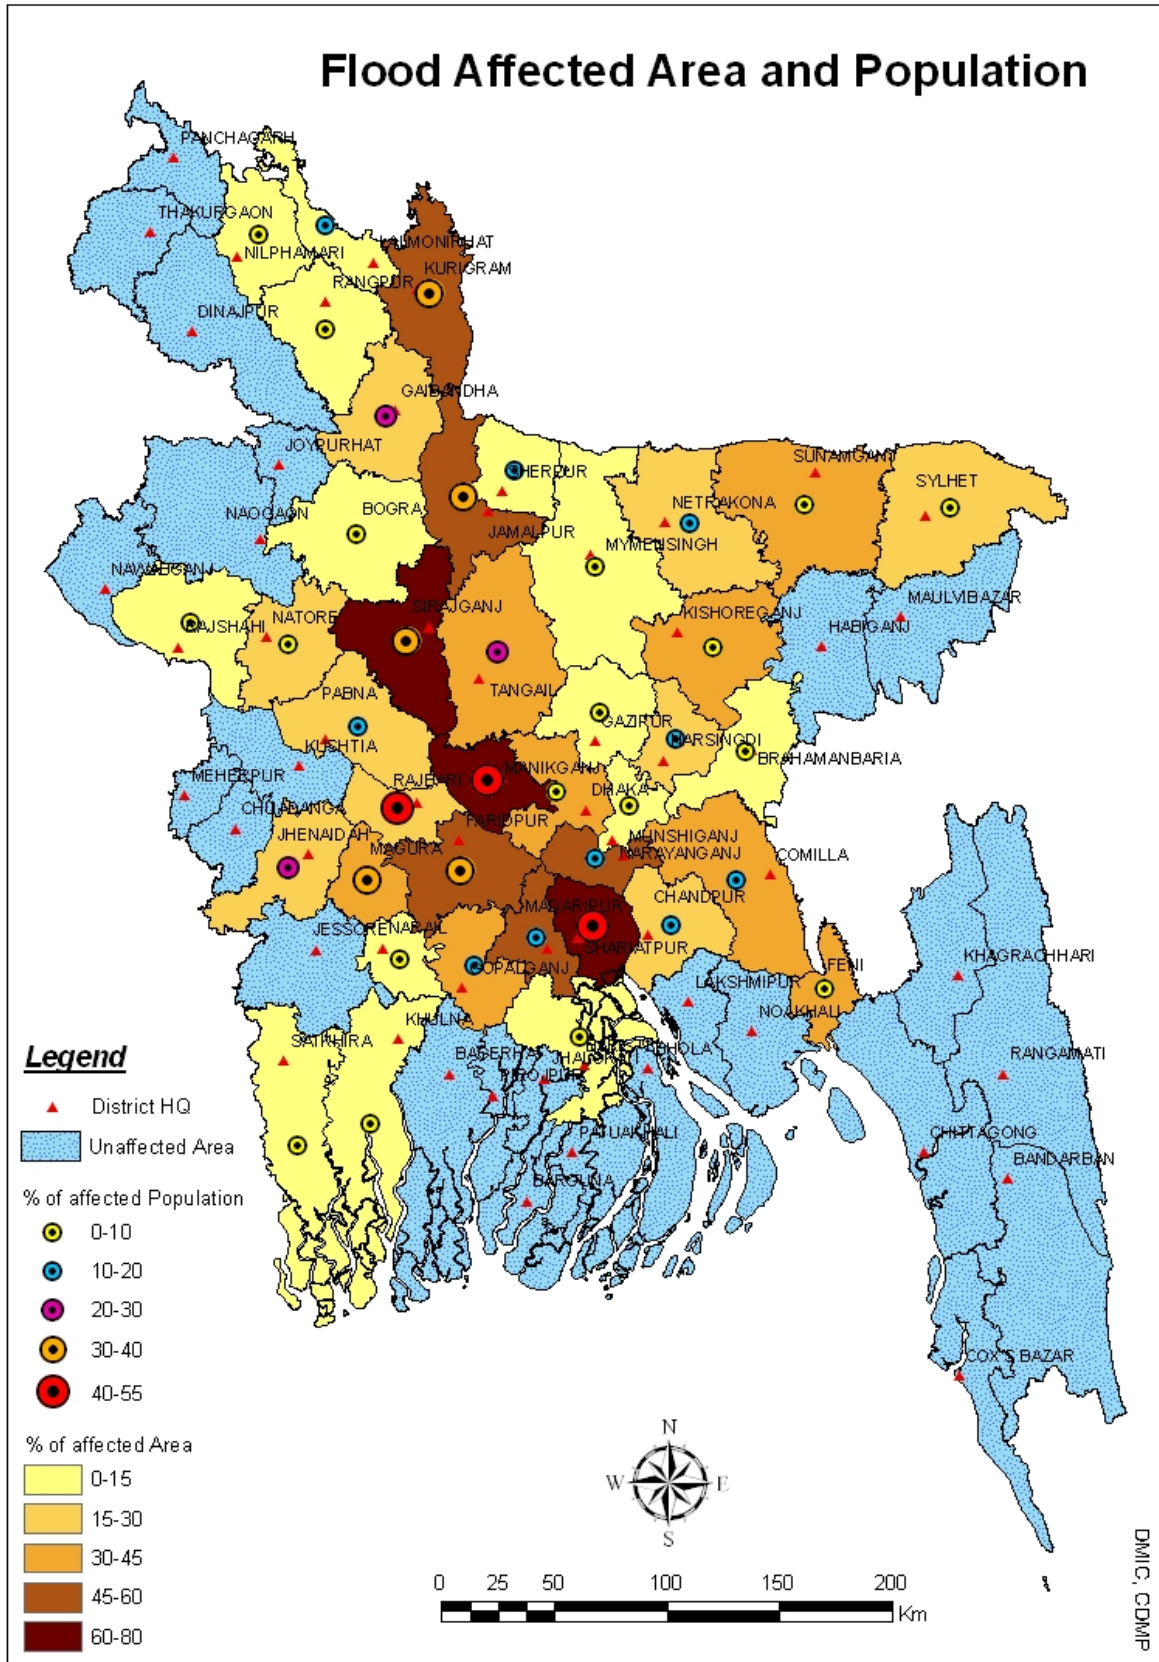 Flood Affected Area and Population
PANCHAGARH
THAKURGAON
NILPHAMARI
LALMONIRHAT
KURIGRAM
RANGPUR
DINAJPUR
GAIBANDHA
JOYPURHAT
SHERPUR
SUNAMGANJ
SYLHET
NAOGAON
BOGRA
NETRAKONA
JAMALPUR
MYMENSINGH
NAWABGANJ
MAULVIBAZAR
RAJSHAHI
NATORE
SIRAJGANJ
KISHOREGANJ
HABIGANJ
PABNA
TANGAIL
GAZIPUR
NARSINGDI
KUSHTIA
BRAHAMANBARIA
MEHERPUR
RAJBARI
MANIKGANJ
DHAKA
CHUADANGA
FARIDPUR
JHENAIDAH
MAGURA
MUNSHIGANJ
NARAYANGANJ
COMILLA
MADARIPUR
CHANDPUR
JESSORE
NARAIL
SHARIATPUR
GOPALGANJ
KHAGRACHHARI
LAKSHMIPUR
FENI
NOAKHALI
SATKHIRA
KHULNA
BAGERHAT
PIROJPUR
BHOLA
RANGAMATI
PATUAKHALI
CHITTAGONG
BANDARBAN
BARGUNA
COX'S BAZAR
Legend
District HQ
Unaffected Area
% of affected Population
0-10
10-20
20-30
30-40
40-55
% of affected Area
0-15
15-30
30-45
45-60
60-80
N
W E
S
0 25 50 100 150 200
Km
DMIC, CDMP